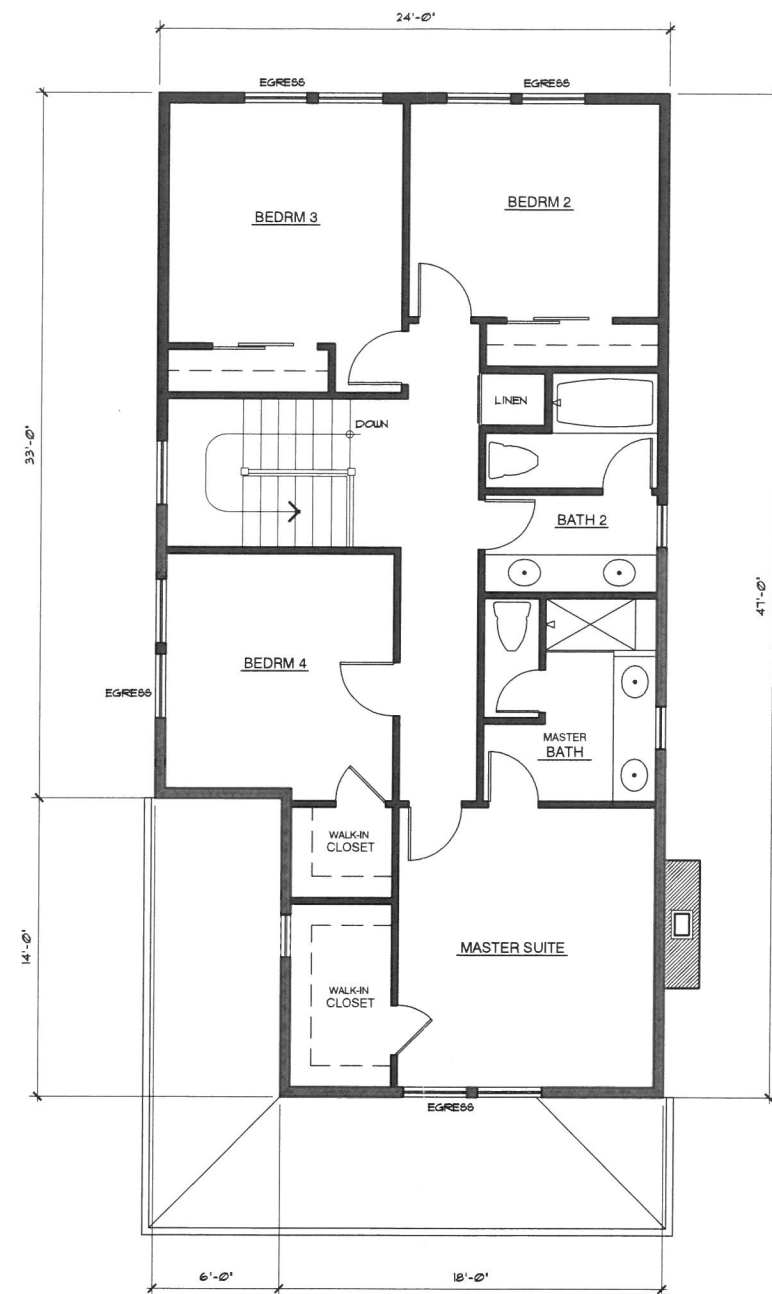 24'-0"
EGRESS
EGRESS
BEDRM 3
BEDRM 2
LINEN
DOWN
33'-0"
BATH 2
47'-0"
BEDRM 4
EGRESS
MASTER
BATH
WALK-IN
CLOSET
MASTER SUITE
14'-0"
WALK-IN
CLOSET
EGRESS
6'-0"
18'-0"